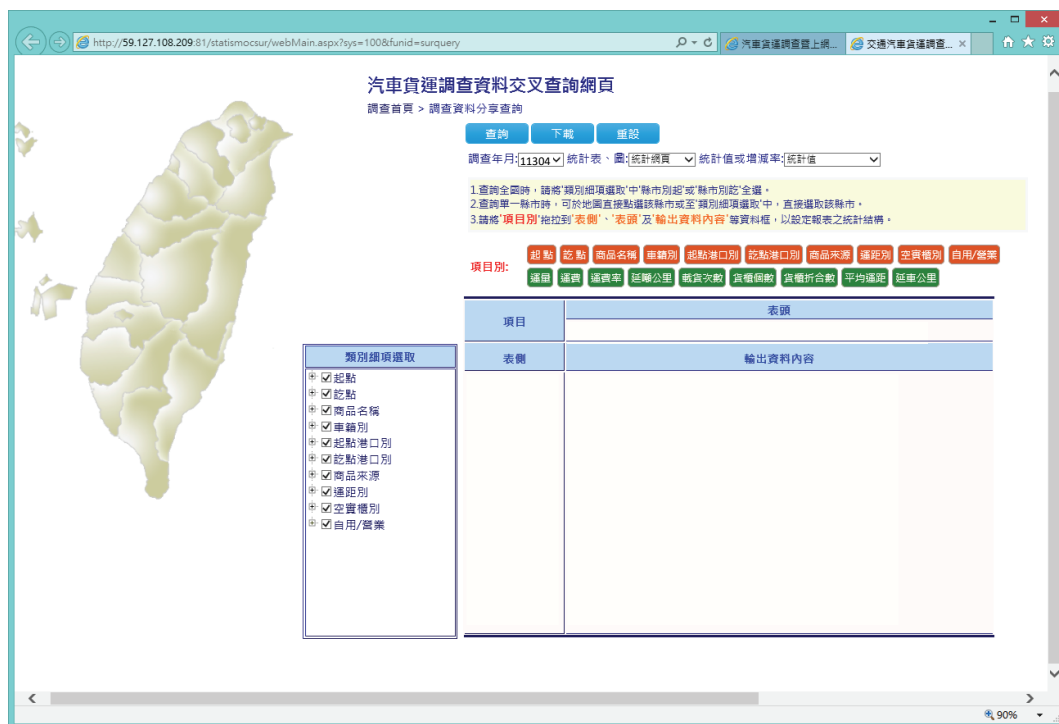 http://59.127.108.209:81/statismocsur/webMain.aspx?sys=100&funid=surquery
汽車貨運調查暨上網...
交通汽車貨運調查...
汽車貨運調查資料交叉查詢網頁
調查首頁 > 調查資料分享查詢
查詢 下載 重設
調查年月: 11304 統計表、圖: 統計網頁 統計值或增減率: 統計值
1.查詢全國時，請將'類別細項選取'中'縣市別起'或'縣市別訖'全選。
2.查詢單一縣市時，可於地圖直接點選該縣市或至'類別細項選取'中，直接選取該縣市。
3.請將'項目別'拖拉到'表側'、'表頭'及'輸出資料內容'等資料框，以設定報表之統計結構。
項目別:
起點 訖點 商品名稱 車籍別 起點港口別 訖點港口別 商品來源 運距別 空實櫃別 自用/營業
運量 運費 運費率 延噸公里 載貨次數 貨櫃個數 貨櫃折合數 平均運距 延車公里
項目 表頭
表側 輸出資料內容
類別細項選取
起點
訖點
商品名稱
車籍別
起點港口別
訖點港口別
商品來源
運距別
空實櫃別
自用/營業
90%